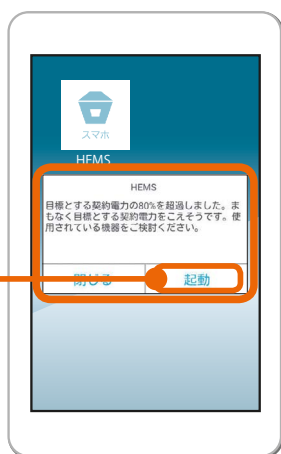 スマホ
HEMS
HEMS
目標とする契約電力の80%を超過しました。ま
もなく目標とする契約電力をこえそうです。使
用されている機器をご検討ください。
閉じる
起動